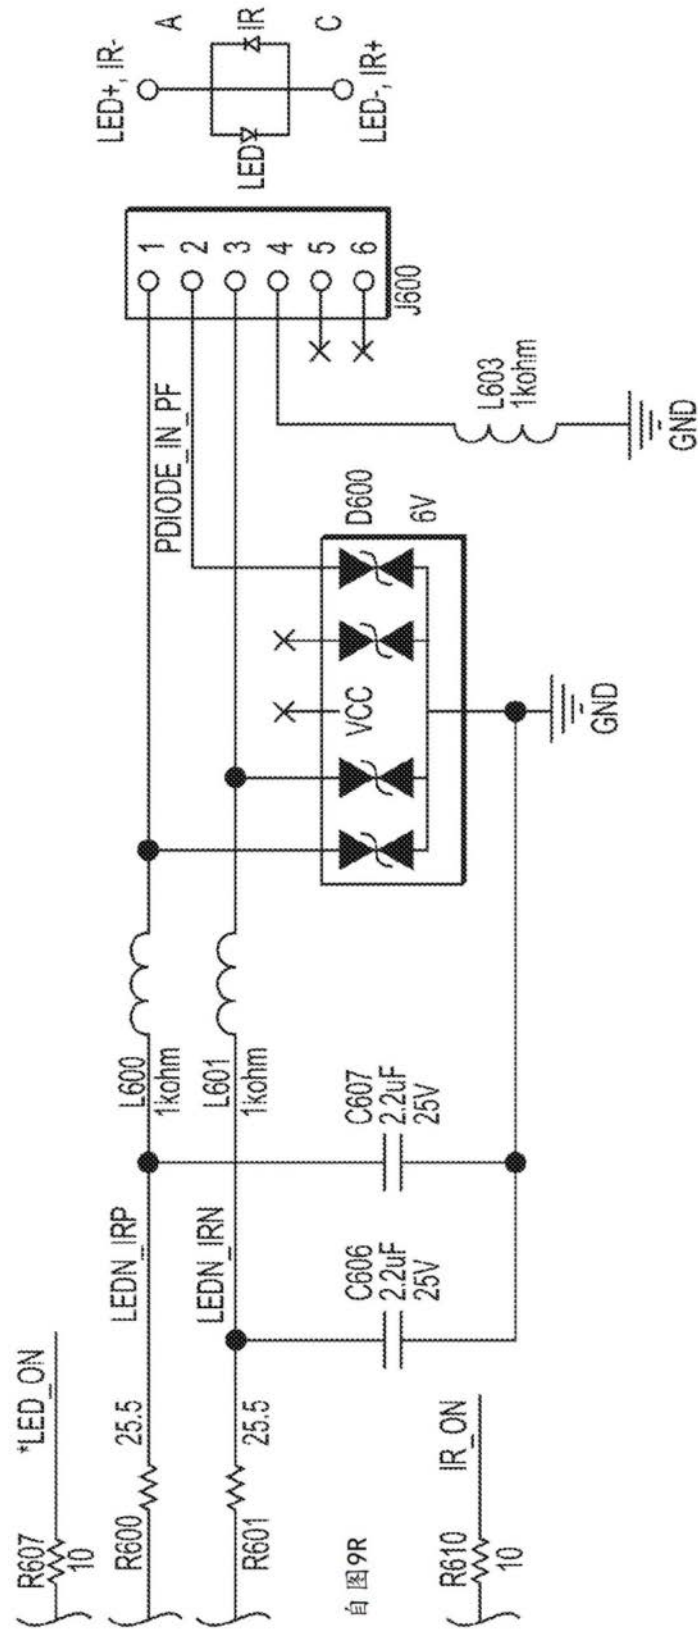 R607
10
*LED_ON
R600
25.5
LEDN_IRP
L600
1kohm
R601
25.5
LEDN_IRN
L601
1kohm
自图9R
R610
10
IR_ON
C606
2.2uF
25V
C607
2.2uF
25V
VCC
GND
D600
6V
PDIODE_IN_PF
L603
1kohm
GND
1
2
3
4
5
6
J600
LED+, IR-
A
LED
IR
C
LED-, IR+